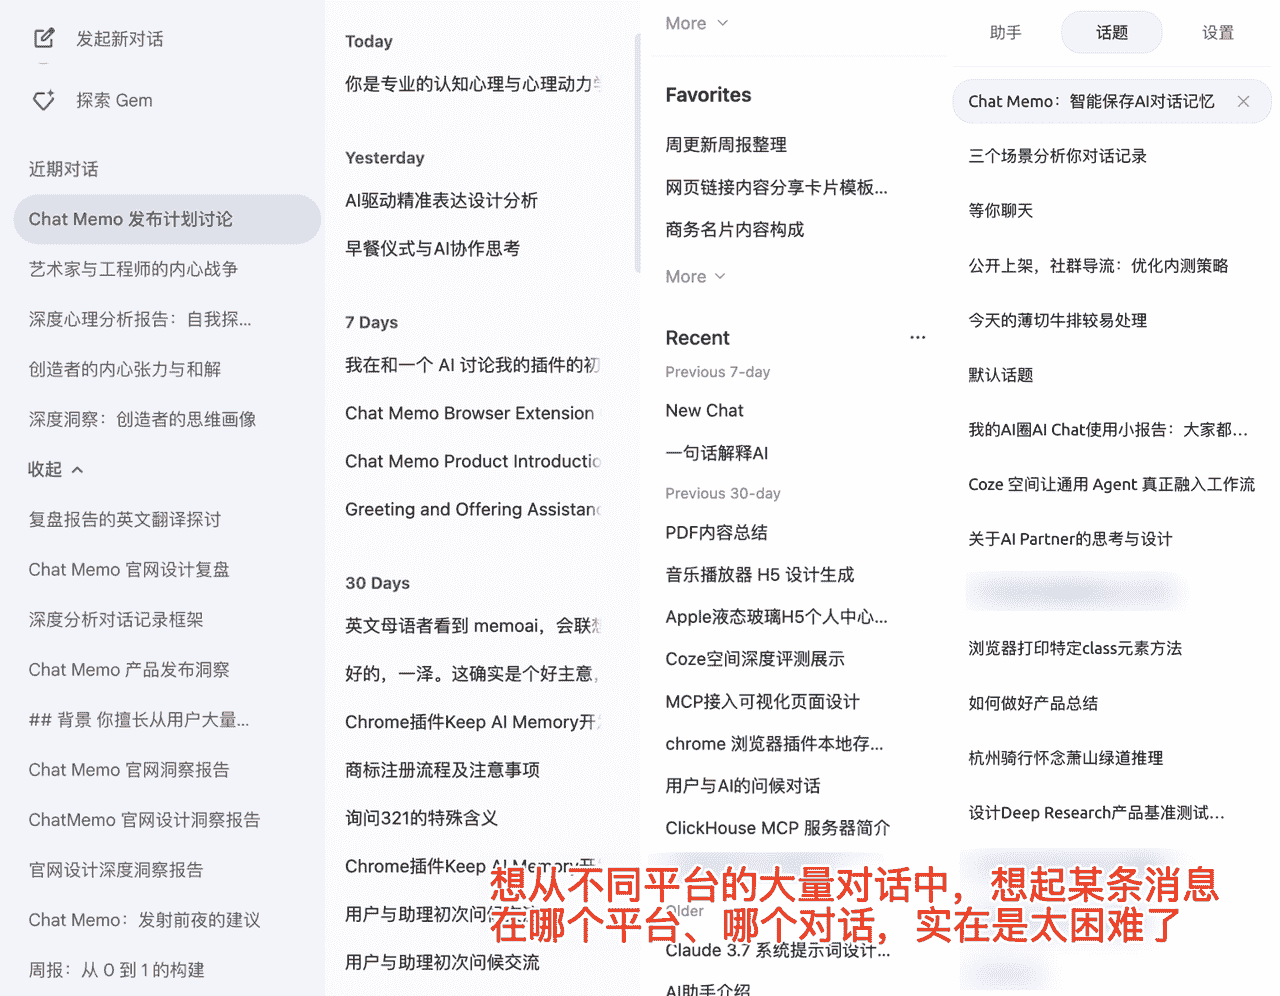 发起新对话
探索 Gem
近期对话
Chat Memo 发布计划讨论
艺术家与工程师的内心战争
深度心理分析报告：自我探...
创造者的内心张力与和解
深度洞察：创造者的思维画像
收起
复盘报告的英文翻译探讨
Chat Memo 官网设计复盘
深度分析对话记录框架
Chat Memo 产品发布洞察
## 背景 你擅长从用户大量...
Chat Memo 官网洞察报告
ChatMemo 官网设计洞察报告
官网设计深度洞察报告
Chat Memo：发射前夜的建议
周报：从 0 到 1 的构建
Today
你是专业的认知心理与心理动力学
Yesterday
AI驱动精准表达设计分析
早餐仪式与AI协作思考
7 Days
我在和一个 AI 讨论我的插件的初
Chat Memo Browser Extension
Chat Memo Product Introductio
Greeting and Offering Assistanc
30 Days
英文母语者看到 memoai，会联想
好的，一泽。这确实是个好主意，
Chrome插件Keep AI Memory开发
商标注册流程及注意事项
询问321的特殊含义
Chrome插件Keep AI Memory开
用户与助理初次问候
用户与助理初次问候交流
More
Favorites
周更新周报整理
网页链接内容分享卡片模板...
商务名片内容构成
More
Recent
...
Previous 7-day
New Chat
一句话解释AI
Previous 30-day
PDF内容总结
音乐播放器 H5 设计生成
Apple液态玻璃H5个人中心...
Coze空间深度评测展示
MCP接入可视化页面设计
chrome 浏览器插件本地存...
用户与AI的问候对话
ClickHouse MCP 服务器简介
Older
Claude 3.7 系统提示词设计...
AI助手介绍
助手
话题
设置
Chat Memo：智能保存AI对话记忆
三个场景分析你对话记录
等你聊天
公开上架，社群导流：优化内测策略
今天的薄切牛排较易处理
默认话题
我的AI圈AI Chat使用小报告：大家都...
Coze 空间让通用 Agent 真正融入工作流
关于AI Partner的思考与设计
浏览器打印特定class元素方法
如何做好产品总结
杭州骑行怀念萧山绿道推理
设计Deep Research产品基准测试...
想从不同平台的大量对话中，想起某条消息
在哪个平台、哪个对话，实在是太困难了